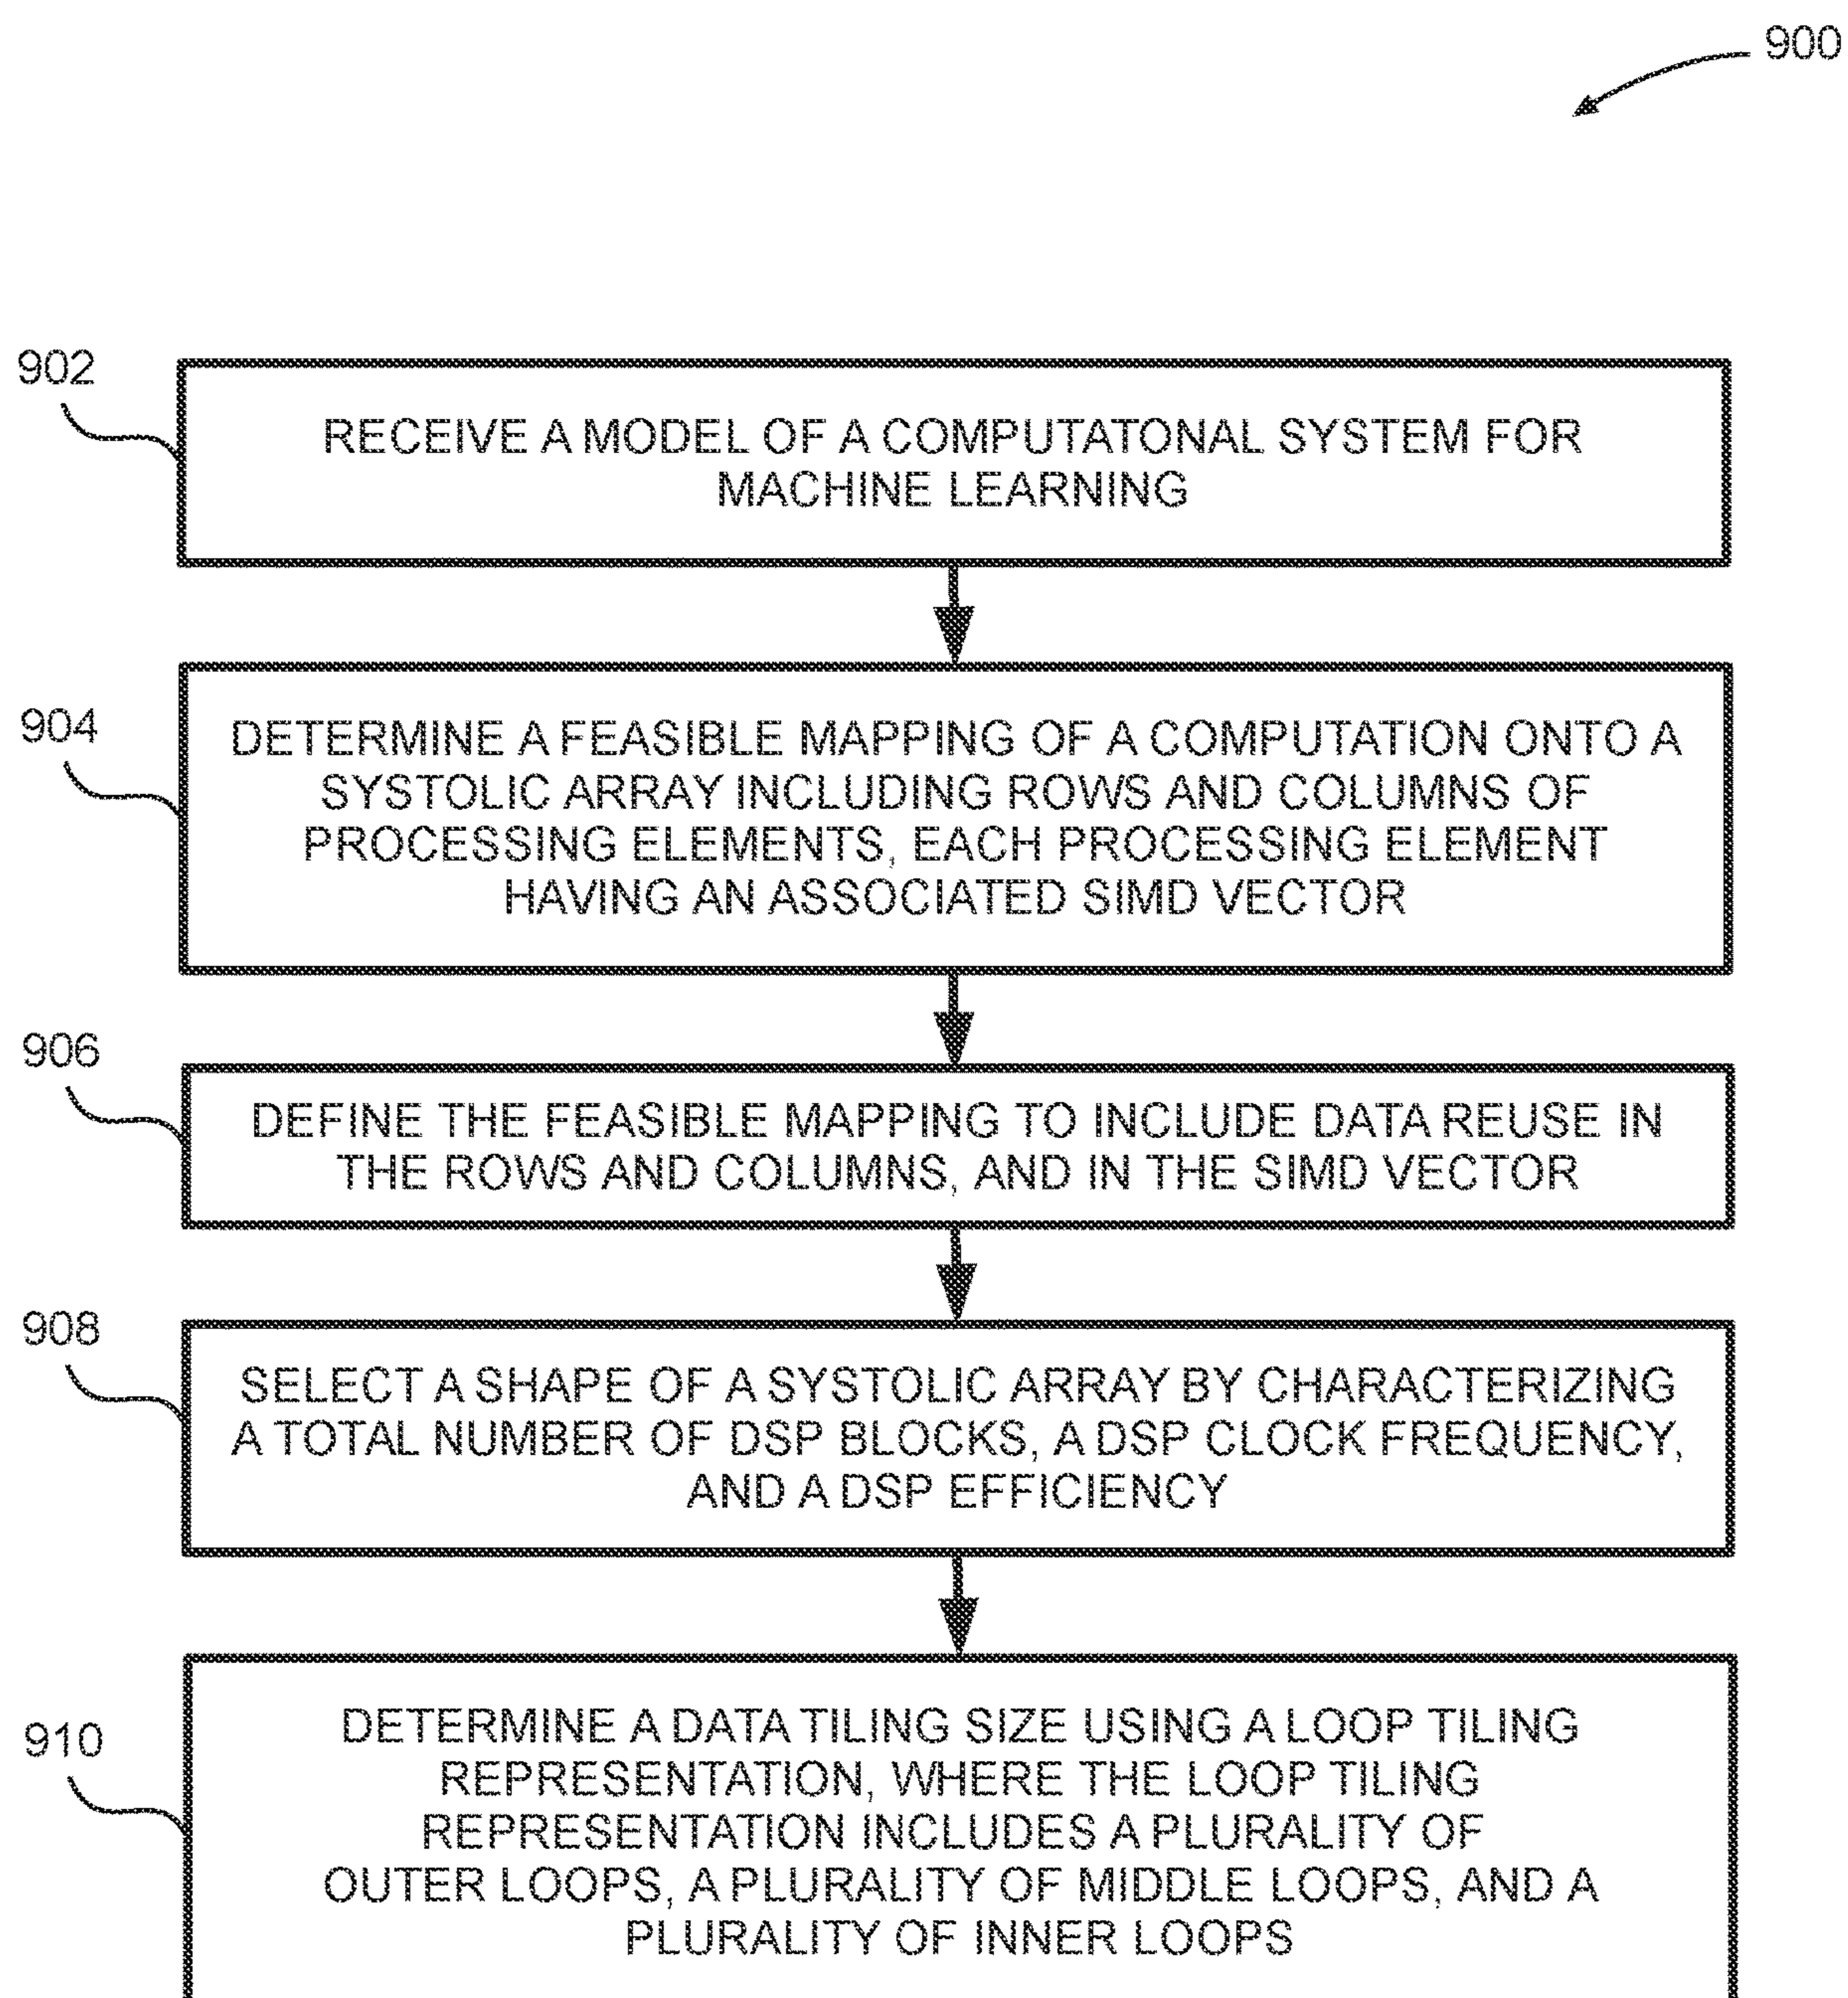 900
902
RECEIVE A MODEL OF A COMPUTATONAL SYSTEM FOR
MACHINE LEARNING
904
DETERMINE A FEASIBLE MAPPING OF A COMPUTATION ONTO A
SYSTOLIC ARRAY INCLUDING ROWS AND COLUMNS OF
PROCESSING ELEMENTS, EACH PROCESSING ELEMENT
HAVING AN ASSOCIATED SIMD VECTOR
906
DEFINE THE FEASIBLE MAPPING TO INCLUDE DATA REUSE IN
THE ROWS AND COLUMNS, AND IN THE SIMD VECTOR
908
SELECT A SHAPE OF A SYSTOLIC ARRAY BY CHARACTERIZING
A TOTAL NUMBER OF DSP BLOCKS, A DSP CLOCK FREQUENCY,
AND A DSP EFFICIENCY
910
DETERMINE A DATA TILING SIZE USING A LOOP TILING
REPRESENTATION, WHERE THE LOOP TILING
REPRESENTATION INCLUDES A PLURALITY OF
OUTER LOOPS, A PLURALITY OF MIDDLE LOOPS, AND A
PLURALITY OF INNER LOOPS